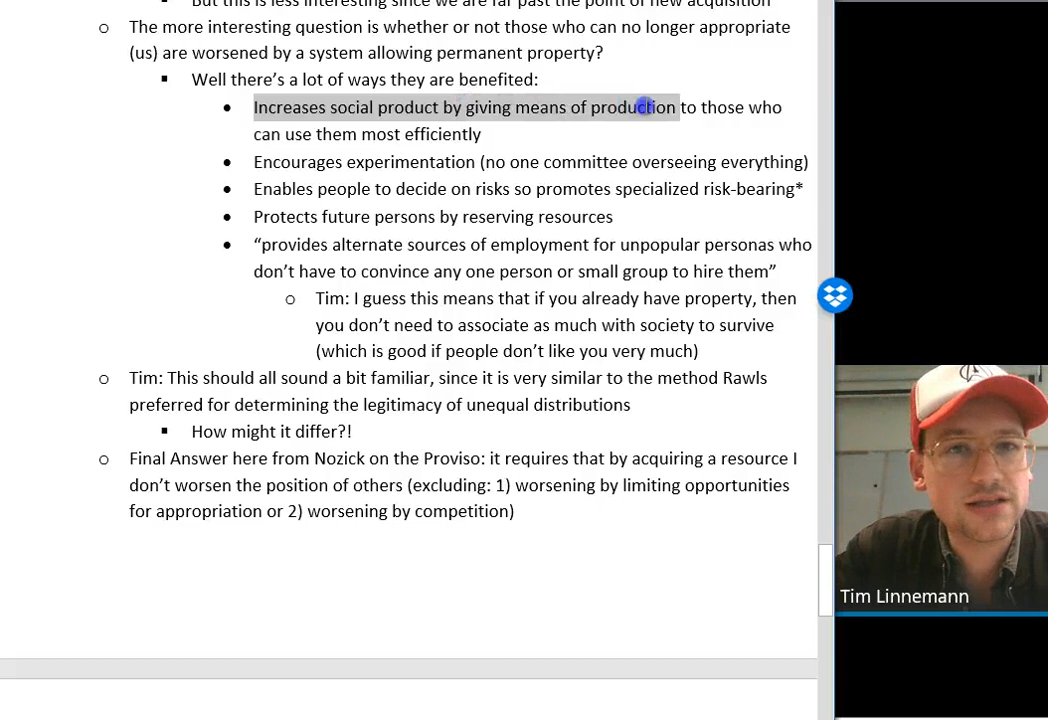 But this is less interesting since we are far past the point of new acquisition
The more interesting question is whether or not those who can no longer appropriate
(us) are worsened by a system allowing permanent property?
Well there's a lot of ways they are benefited:
Increases social product by giving means of production to those who
can use them most efficiently
Encourages experimentation (no one committee overseeing everything)
Enables people to decide on risks so promotes specialized risk-bearing*
Protects future persons by reserving resources
“provides alternate sources of employment for unpopular personas who
don't have to convince any one person or small group to hire them”
Tim: I guess this means that if you already have property, then
you don't need to associate as much with society to survive
(which is good if people don't like you very much)
Tim: This should all sound a bit familiar, since it is very similar to the method Rawls
preferred for determining the legitimacy of unequal distributions
How might it differ?!
Final Answer here from Nozick on the Proviso: it requires that by acquiring a resource I
don't worsen the position of others (excluding: 1) worsening by limiting opportunities
for appropriation or 2) worsening by competition)
Tim Linnemann